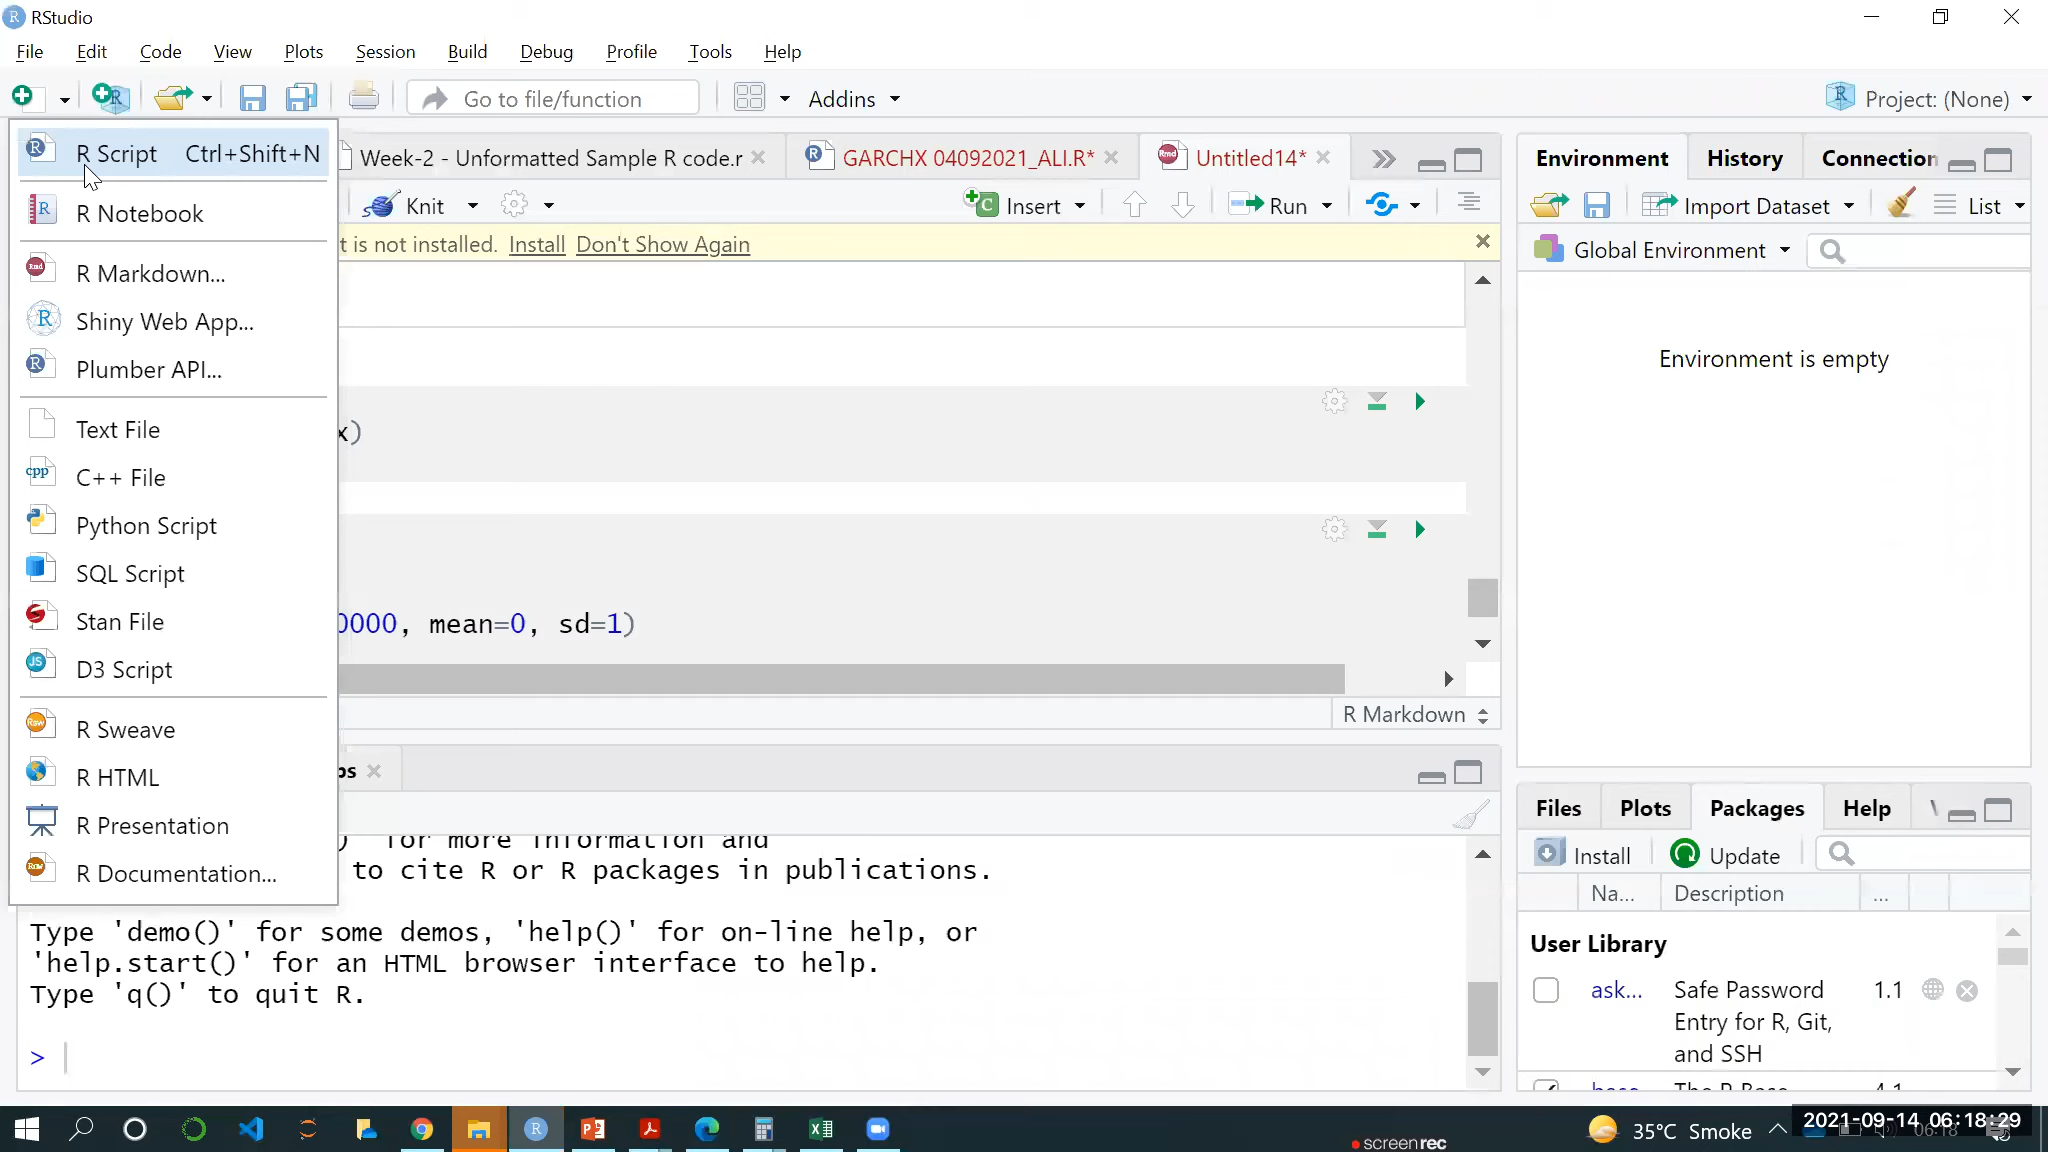 RStudio
File Edit Code View Plots Session Build Debug Profile Tools Help
Go to file/function Addins Project: (None)
R Script Ctrl+Shift+N
R Notebook
R Markdown...
Shiny Web App...
Plumber API...
Text File
C++ File
Python Script
SQL Script
Stan File
D3 Script
R Sweave
R HTML
R Presentation
R Documentation...
Week-2 - Unformatted Sample R code.r GARCHX 04092021_ALI.R* Untitled14*
Knit Insert Run
t is not installed. Install Don't Show Again
x)
0000, mean=0, sd=1)
R Markdown
bs
) for more information and
to cite R or R packages in publications.
Type 'demo()' for some demos, 'help()' for on-line help, or
'help.start()' for an HTML browser interface to help.
Type 'q()' to quit R.
>
Environment History Connection
Import Dataset List
Global Environment
Environment is empty
Files Plots Packages Help
Install Update
Na... Description ...
User Library
ask... Safe Password 1.1
Entry for R, Git,
and SSH
35°C Smoke
2021-09-14 06:18:29
screenrec